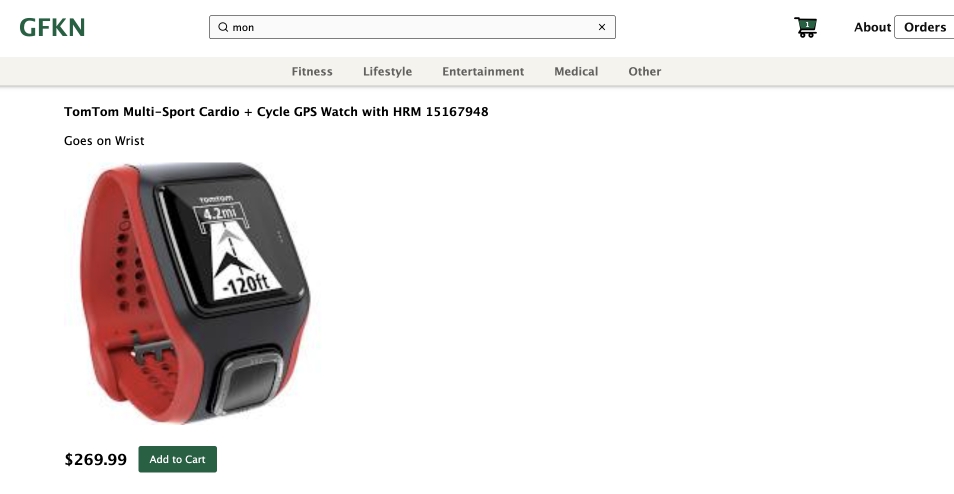 GFKN
mon
1
About Orders
Fitness Lifestyle Entertainment Medical Other
TomTom Multi-Sport Cardio + Cycle GPS Watch with HRM 15167948
Goes on Wrist
TOMTOM
4.2mi
-120ft
$269.99 Add to Cart